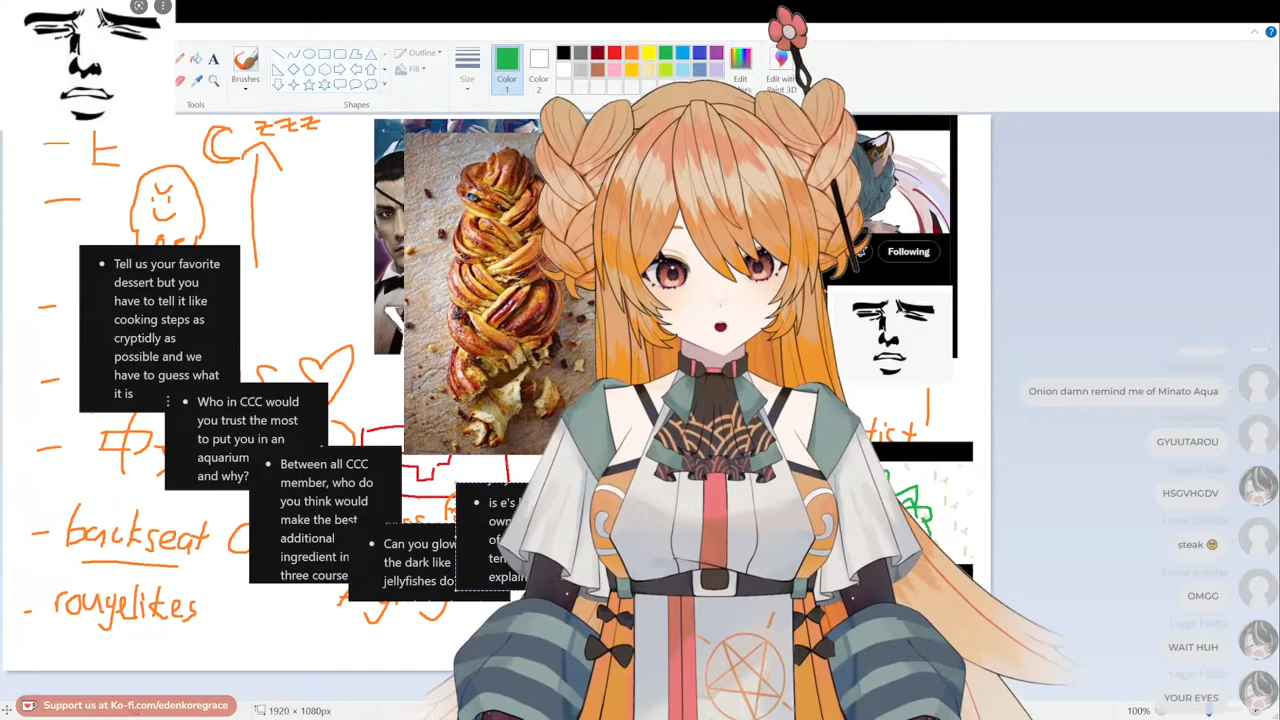 Outline
Fill
Brushes
Size
Color
1
Color
2
Edit
Edit with
Paint 3D
Tools
Shapes
zzz
Following
Tell us your favorite
dessert but you
have to tell it like
cooking steps as
cryptidly as
possible and we
have to guess what
it is
Who in CCC would
you trust the most
to put you in an
aquarium
and why?
Between all CCC
member, who do
you think would
make the best
additional
ingredient in
three course
Can you glow
the dark like
jellyfishes do
is e's
own
of
explain
backseat
rougelites
Onion damn remind me of Minato Aqua
GYUUTAROU
HSGVHGDV
steak 🥹
OMGG
WAIT HUH
YOUR EYES
Support us at Ko-fi.com/edenkoregrace
1920 × 1080px
100%